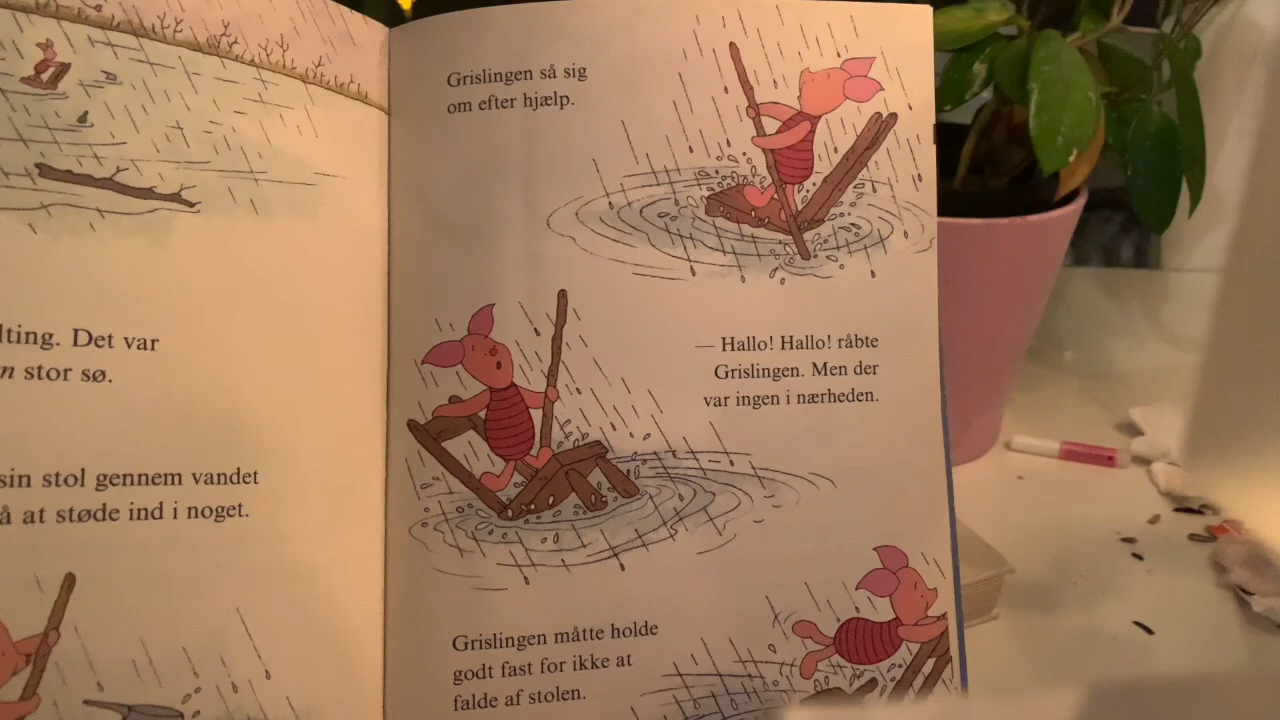 ting. Det var
stor sø.
sin stol gennem vandet
at støde ind i noget.
Grislingen så sig
om efter hjælp.
— Hallo! Hallo! råbte
Grislingen. Men der
var ingen i nærheden.
Grislingen måtte holde
godt fast for ikke at
falde af stolen.